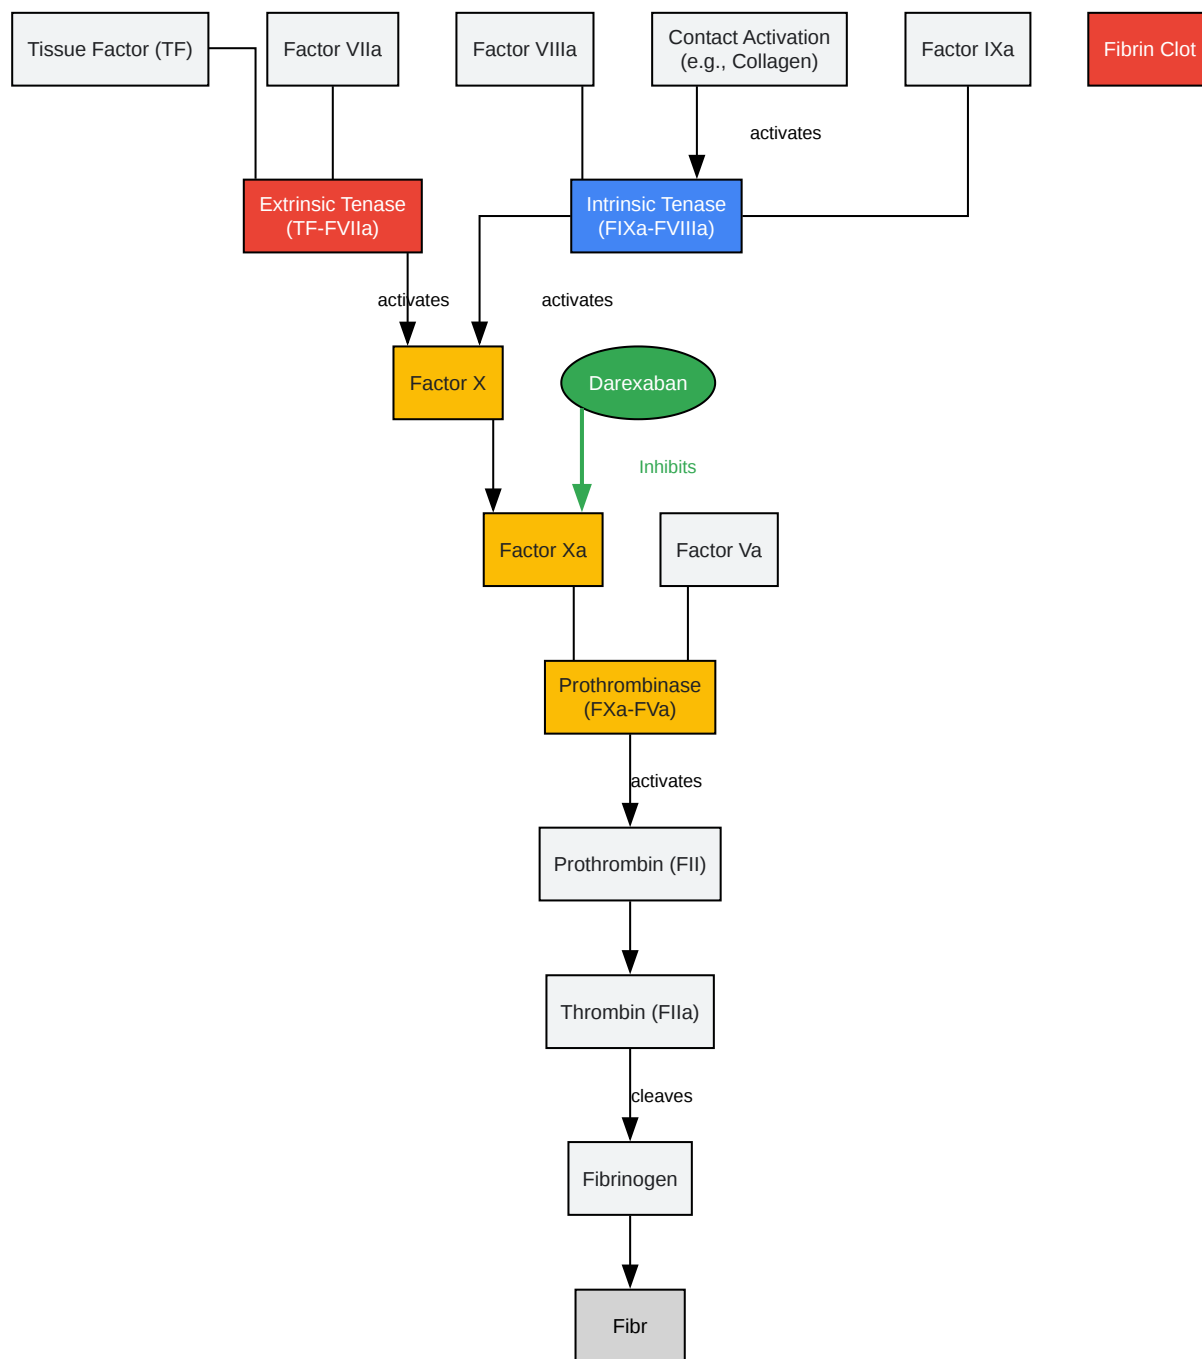 Tissue Factor (TF)
Factor VIIa
Factor VIIIa
Contact Activation
(e.g., Collagen)
Factor IXa
Fibrin Clot
activates
Extrinsic Tenase
(TF-FVIIa)
Intrinsic Tenase
(FIXa-FVIIIa)
activates
activates
Factor X
Darexaban
Inhibits
Factor Xa
Factor Va
Prothrombinase
(FXa-FVa)
activates
Prothrombin (FII)
Thrombin (FIIa)
cleaves
Fibrinogen
Fibr